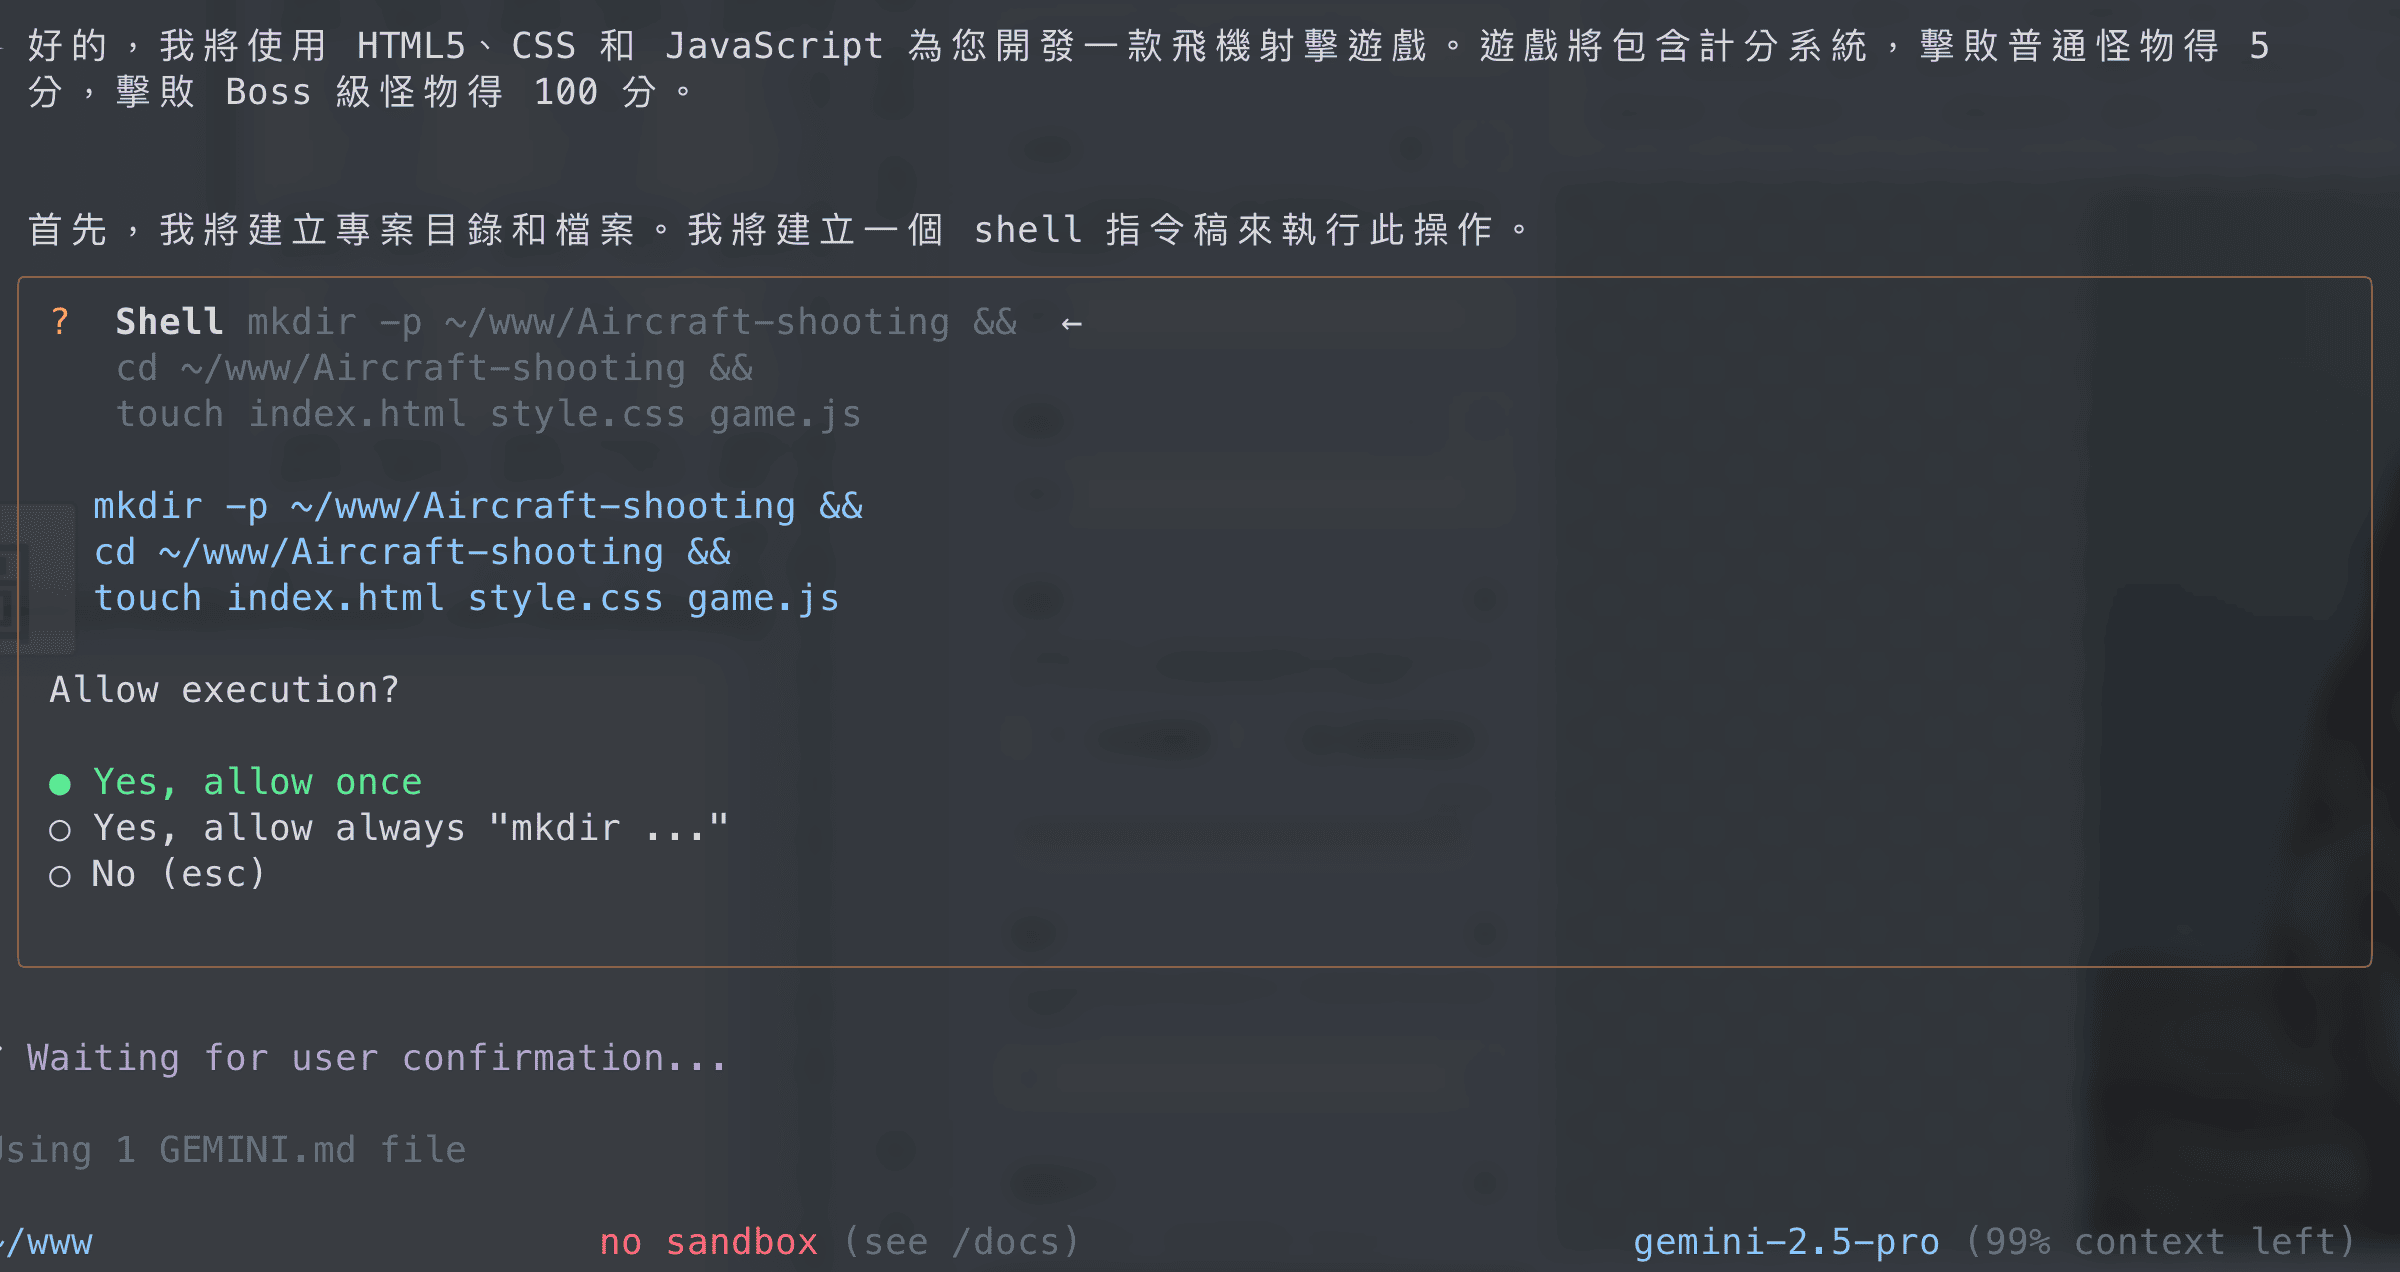 好的，我將使用 HTML5、CSS 和 JavaScript 為您開發一款飛機射擊遊戲。遊戲將包含計分系統，擊敗普通怪物得 5
分，擊敗 Boss 級怪物得 100 分。
首先，我將建立專案目錄和檔案。我將建立一個 shell 指令稿來執行此操作。
? Shell mkdir -p ~/www/Aircraft-shooting && ←
cd ~/www/Aircraft-shooting &&
touch index.html style.css game.js
mkdir -p ~/www/Aircraft-shooting &&
cd ~/www/Aircraft-shooting &&
touch index.html style.css game.js
Allow execution?
● Yes, allow once
○ Yes, allow always "mkdir ..."
○ No (esc)
Waiting for user confirmation...
Using 1 GEMINI.md file
~/www no sandbox (see /docs) gemini-2.5-pro (99% context left)